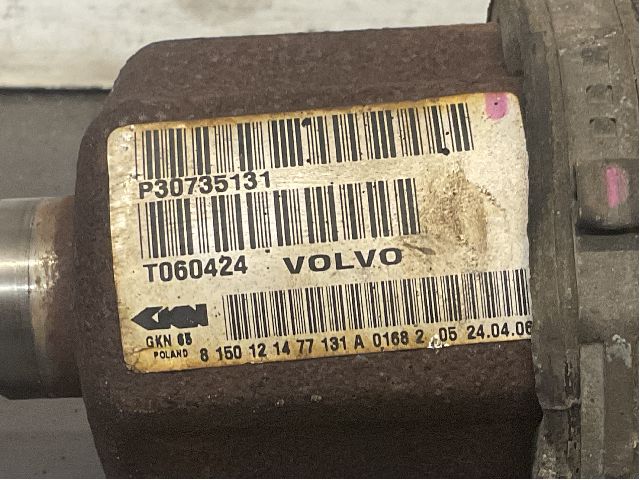 P30735131
T060424 VOLVO
GKN
GKN 65
POLAND 8 150 12 14 77 131 A 0168 2 05 24.04.06